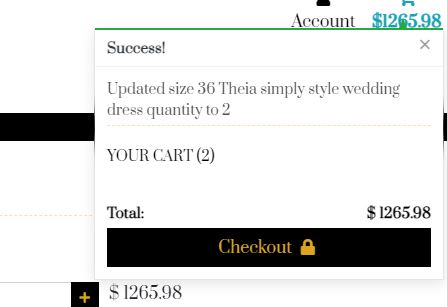 Account $1265.98
Success! ×
Updated size 36 Theia simply style wedding
dress quantity to 2
YOUR CART (2)
Total: $ 1265.98
Checkout
+ $ 1265.98